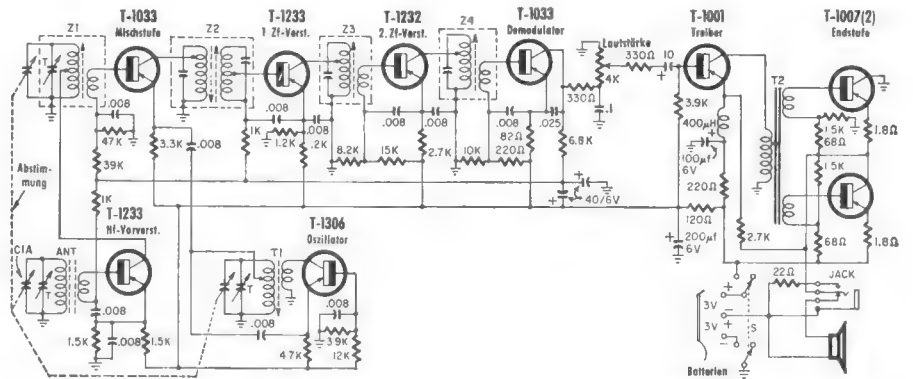 T-1033
Mischstufe
T-1233
1. Zf-Verst.
T-1232
2. Zf-Verst.
T-1033
Demodulator
T-1001
Treiber
T-1007(2)
Endstufe
Z1
Z2
Z3
Z4
T
T
Lautstärke
330Ω
10
4K
330Ω
.1
T2
.008
47K
39K
3.3K
.008
.008
1K
1.2K
.008
.2K
8.2K
.008
15K
.008
2.7K
10K
.008
82Ω
220Ω
.025
6.8K
3.9K
400µH
100µf
6V
220Ω
1.5K
68Ω
1.8Ω
1.5K
Abstimmung
1K
T-1233
Hf-Vorverst.
T-1306
Oszillator
40/6V
120Ω
200µf
6V
2.7K
68Ω
1.8Ω
C1A
ANT
T
T
T1
.008
.008
1.5K
.008
1.5K
.008
4.7K
3.9K
12K
22Ω
JACK
3V
3V
S
Batterien